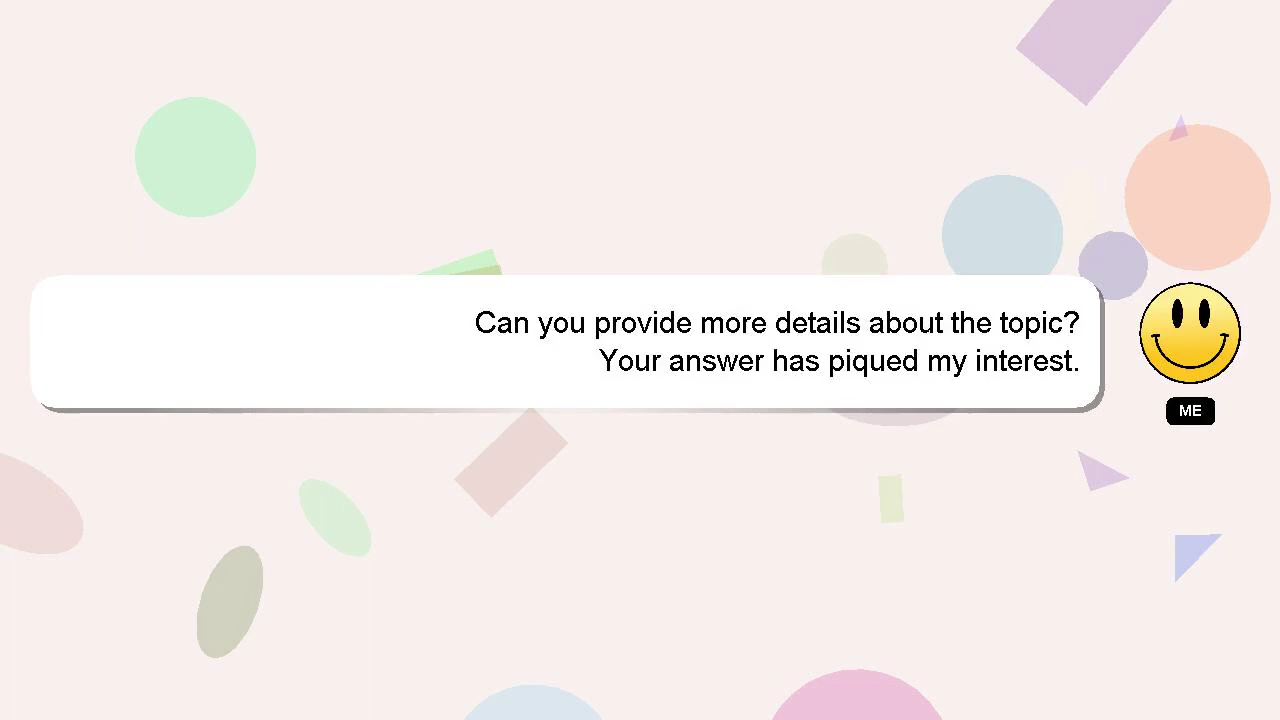 Can you provide more details about the topic?
Your answer has piqued my interest.
ME